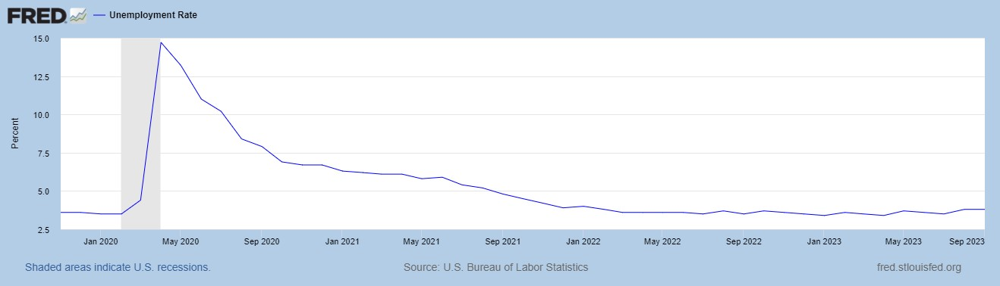 FRED
Unemployment Rate
15.0
12.5
10.0
7.5
5.0
2.5
Percent
Jan 2020 May 2020 Sep 2020 Jan 2021 May 2021 Sep 2021 Jan 2022 May 2022 Sep 2022 Jan 2023 May 2023 Sep 2023
Shaded areas indicate U.S. recessions. Source: U.S. Bureau of Labor Statistics fred.stlouisfed.org